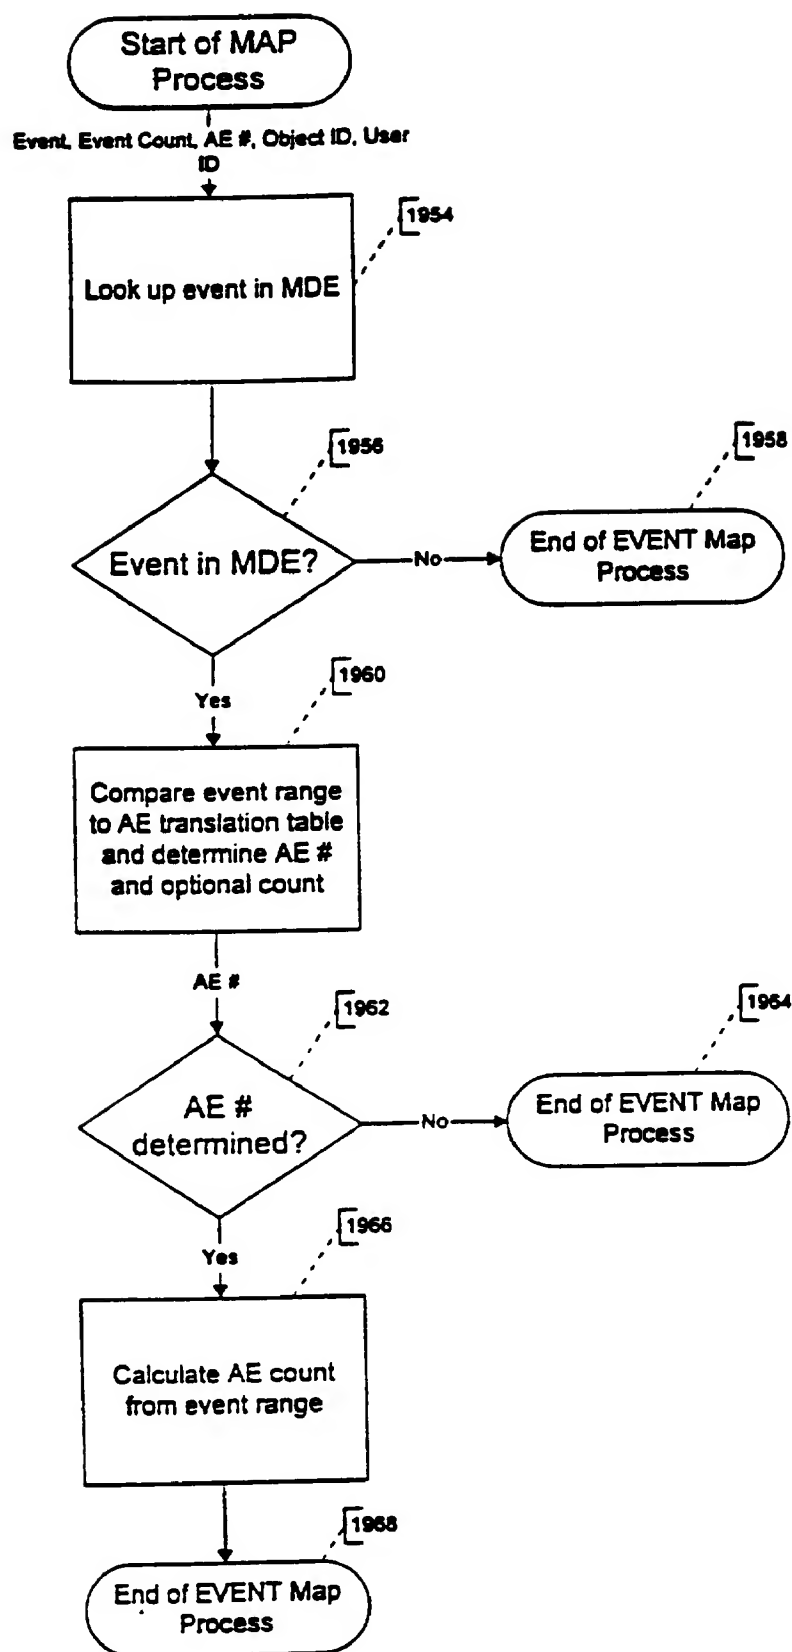 Start of MAP
Process
Event, Event Count, AE #, Object ID, User
ID
1954
Look up event in MDE
1956
1958
Event in MDE?
No
End of EVENT Map
Process
Yes
1960
Compare event range
to AE translation table
and determine AE #
and optional count
AE #
1962
1964
AE #
determined?
No
End of EVENT Map
Process
Yes
1966
Calculate AE count
from event range
1968
End of EVENT Map
Process